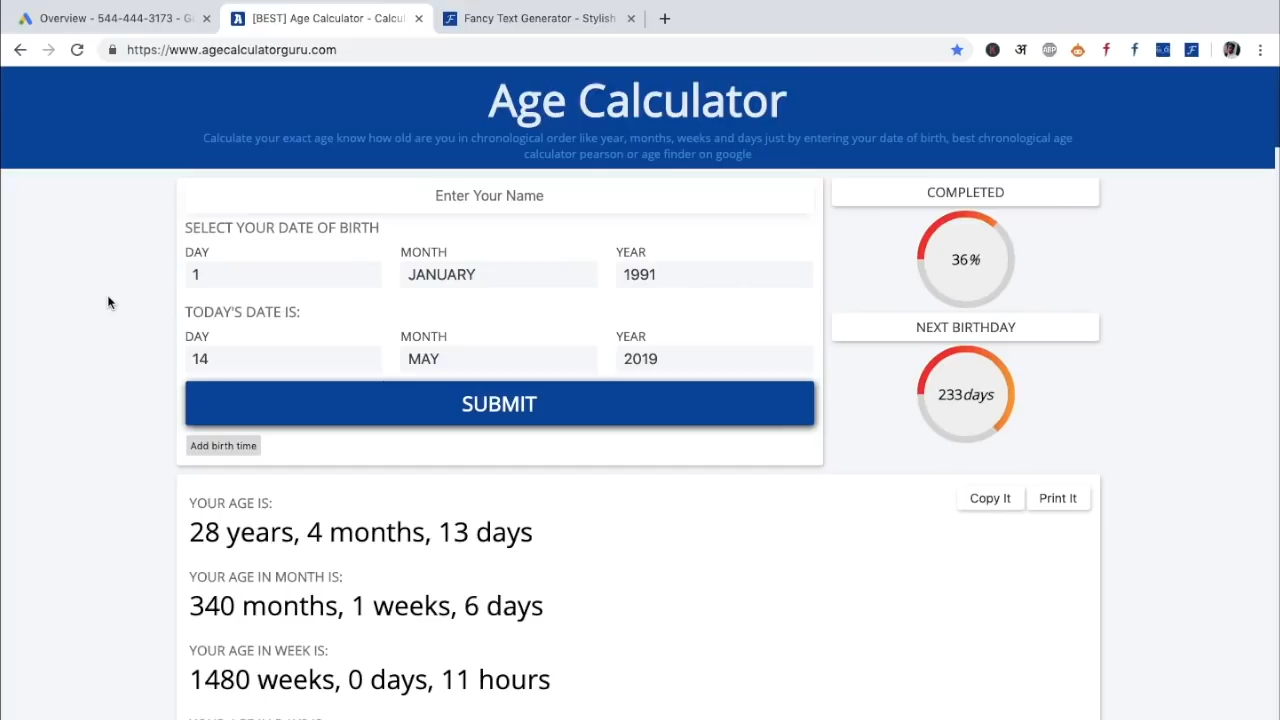 Overview - 544-444-3173 - G
[BEST] Age Calculator - Calcul
Fancy Text Generator - Stylish
https://www.agecalculatorguru.com
अ
ABP
Age Calculator
Calculate your exact age know how old are you in chronological order like year, months, weeks and days just by entering your date of birth, best chronological age
calculator pearson or age finder on google
Enter Your Name
SELECT YOUR DATE OF BIRTH
DAY MONTH YEAR
1 JANUARY 1991
TODAY'S DATE IS:
DAY MONTH YEAR
14 MAY 2019
SUBMIT
Add birth time
COMPLETED
36%
NEXT BIRTHDAY
233days
Copy It Print It
YOUR AGE IS:
28 years, 4 months, 13 days
YOUR AGE IN MONTH IS:
340 months, 1 weeks, 6 days
YOUR AGE IN WEEK IS:
1480 weeks, 0 days, 11 hours